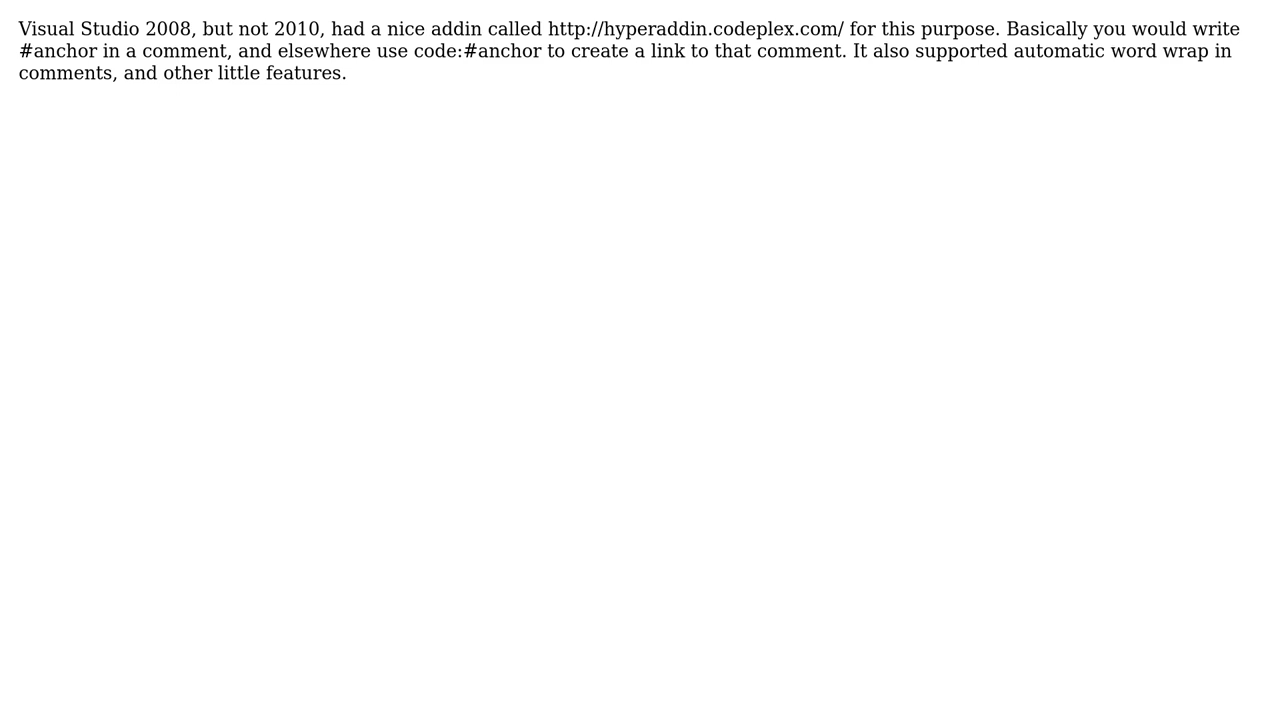 Visual Studio 2008, but not 2010, had a nice addin called http://hyperaddin.codeplex.com/ for this purpose. Basically you would write
#anchor in a comment, and elsewhere use code:#anchor to create a link to that comment. It also supported automatic word wrap in
comments, and other little features.